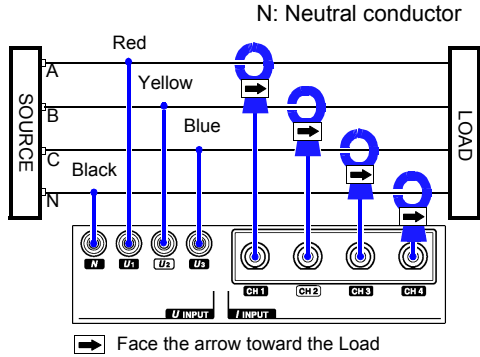 N: Neutral conductor
Red
A
Yellow
B
Blue
C
Black
N
SOURCE
LOAD
N U1 U2 U3 CH 1 CH 2 CH 3 CH 4
U INPUT I INPUT
Face the arrow toward the Load